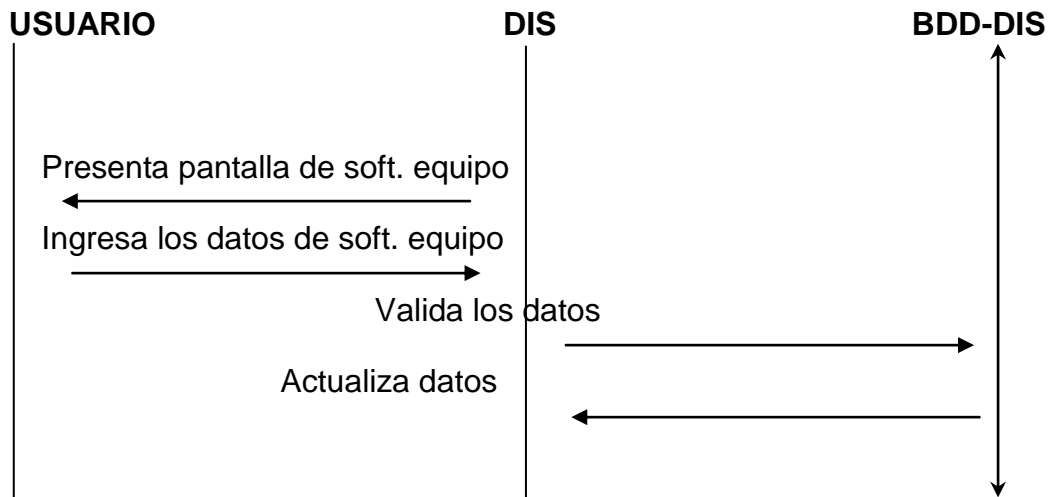 USUARIO DIS BDD-DIS
Presenta pantalla de soft. equipo
Ingresa los datos de soft. equipo
Valida los datos
Actualiza datos